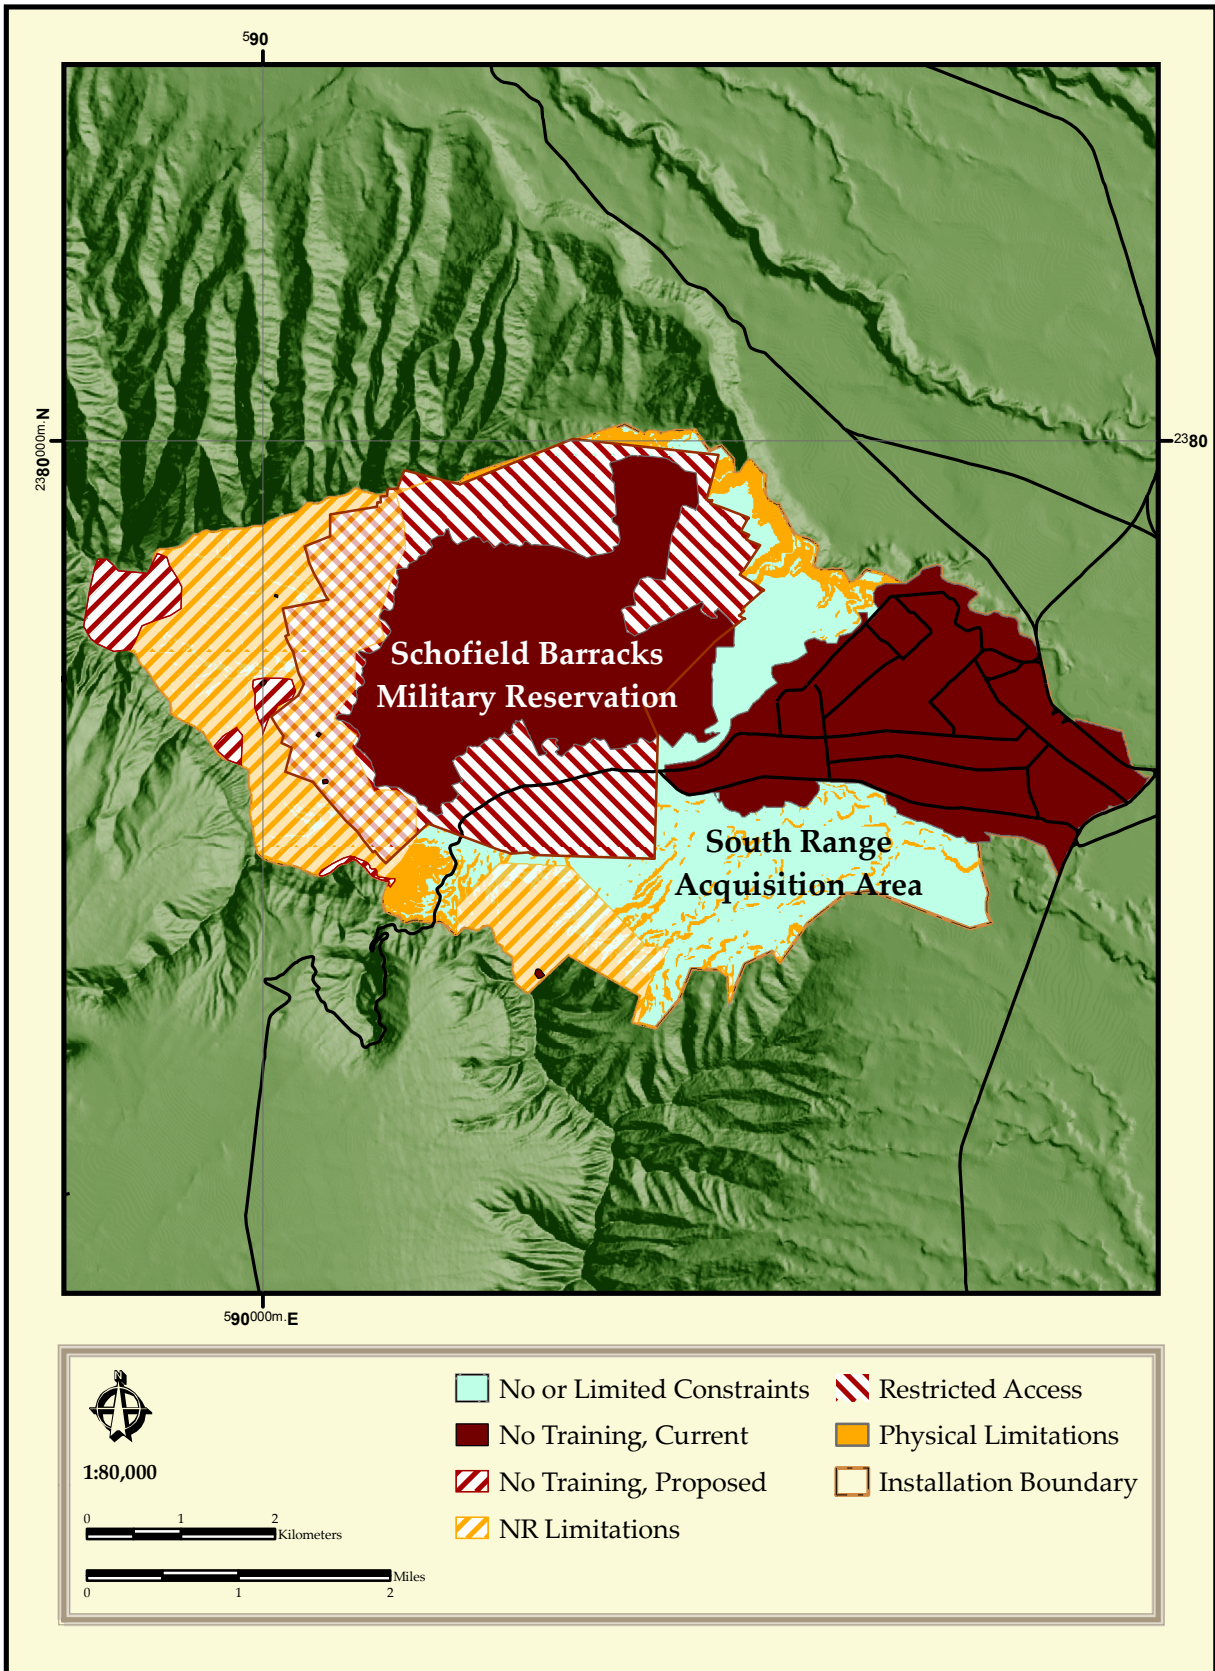 590
2380000m.N
2380
Schofield Barracks
Military Reservation
South Range
Acquisition Area
590000m.E
N
1:80,000
0 1 2
Kilometers
Miles
0 1 2
No or Limited Constraints
No Training, Current
No Training, Proposed
NR Limitations
Restricted Access
Physical Limitations
Installation Boundary